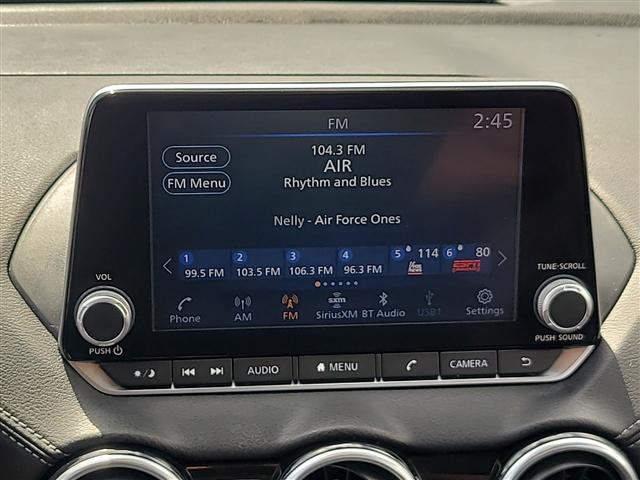 FM
2:45
Source
104.3 FM
AIR
FM Menu
Rhythm and Blues
Nelly - Air Force Ones
1
99.5 FM
2
103.5 FM
3
106.3 FM
4
96.3 FM
5
114
6
80
ESPN
Phone
AM
FM
sxm
SiriusXM
BT Audio
USB1
Settings
VOL
PUSH
TUNE·SCROLL
PUSH SOUND
AUDIO
MENU
CAMERA